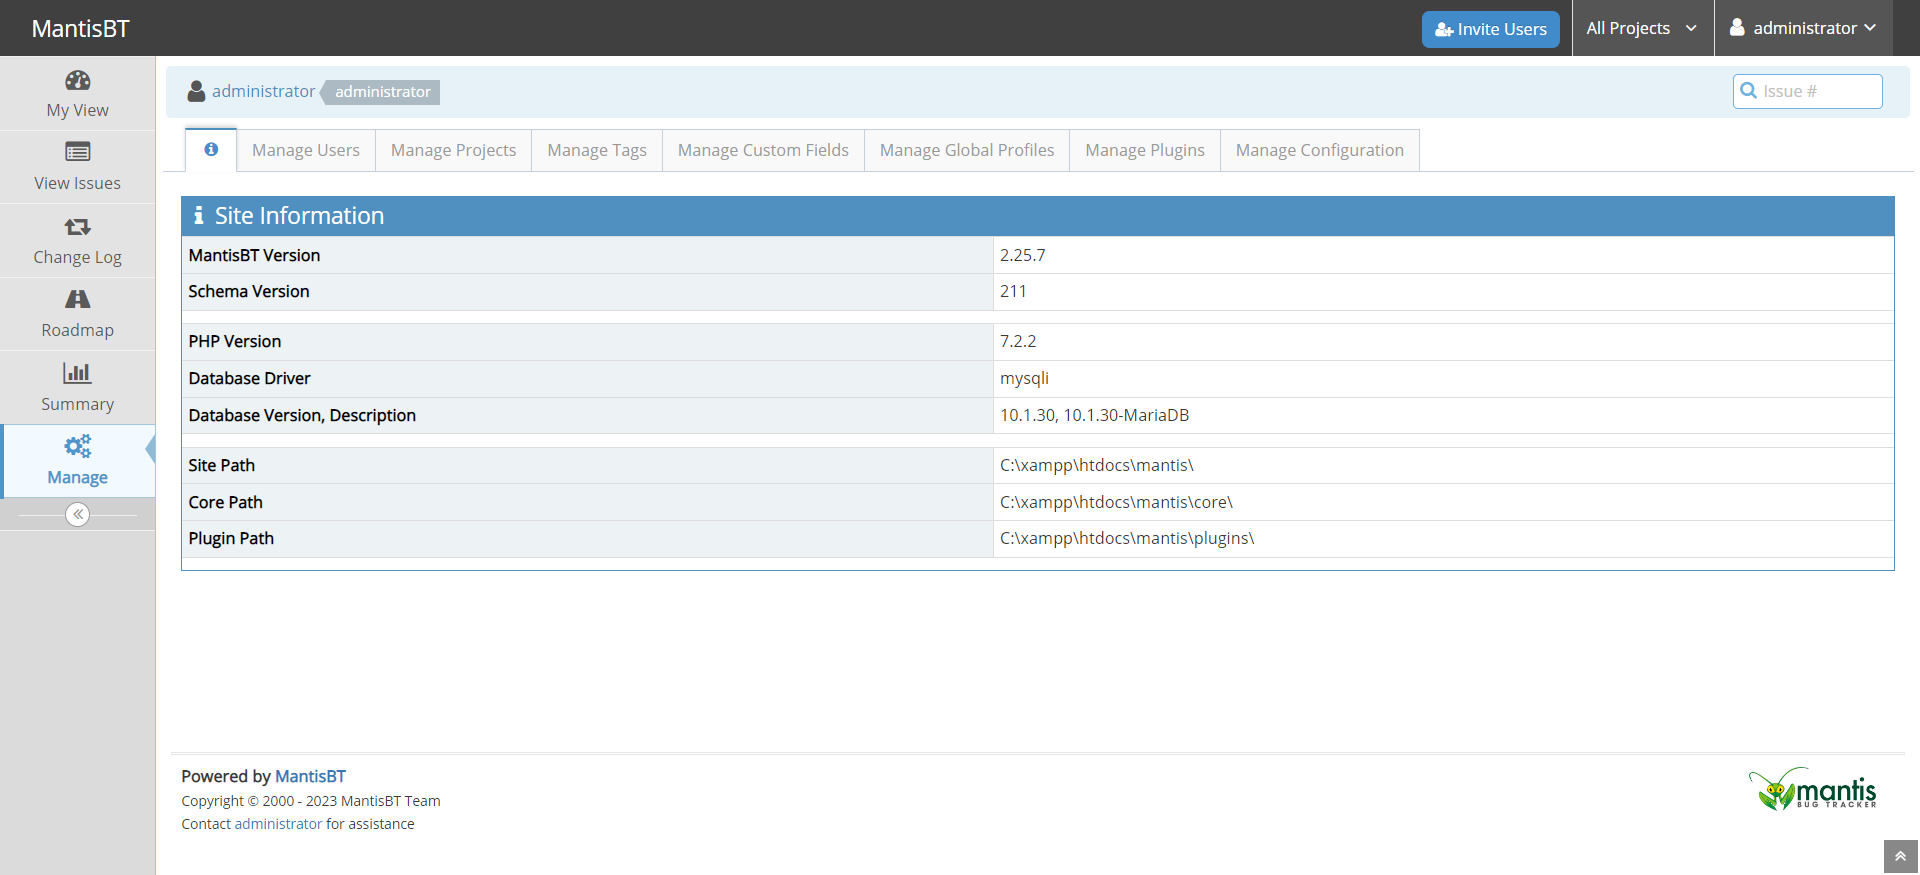 MantisBT
Invite Users
All Projects
administrator
My View
View Issues
Change Log
Roadmap
Summary
Manage
administrator
administrator
Issue #
Manage Users
Manage Projects
Manage Tags
Manage Custom Fields
Manage Global Profiles
Manage Plugins
Manage Configuration
Site Information
MantisBT Version 2.25.7
Schema Version 211
PHP Version 7.2.2
Database Driver mysqli
Database Version, Description 10.1.30, 10.1.30-MariaDB
Site Path C:\xampp\htdocs\mantis\
Core Path C:\xampp\htdocs\mantis\core\
Plugin Path C:\xampp\htdocs\mantis\plugins\
Powered by MantisBT
Copyright © 2000 - 2023 MantisBT Team
Contact administrator for assistance
mantis
BUG TRACKER